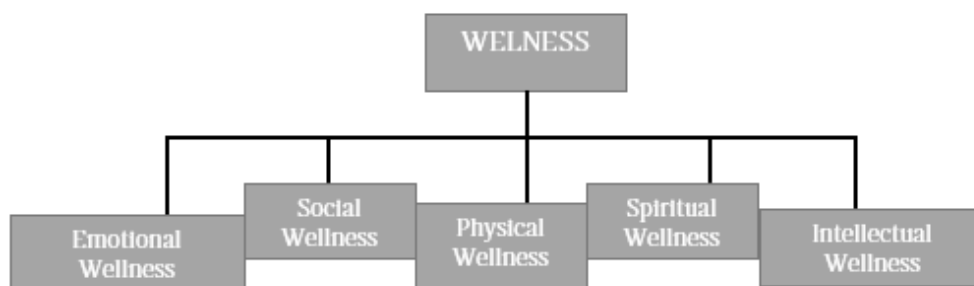 WELNESS
Emotional
Wellness
Social
Wellness
Physical
Wellness
Spiritual
Wellness
Intellectual
Wellness